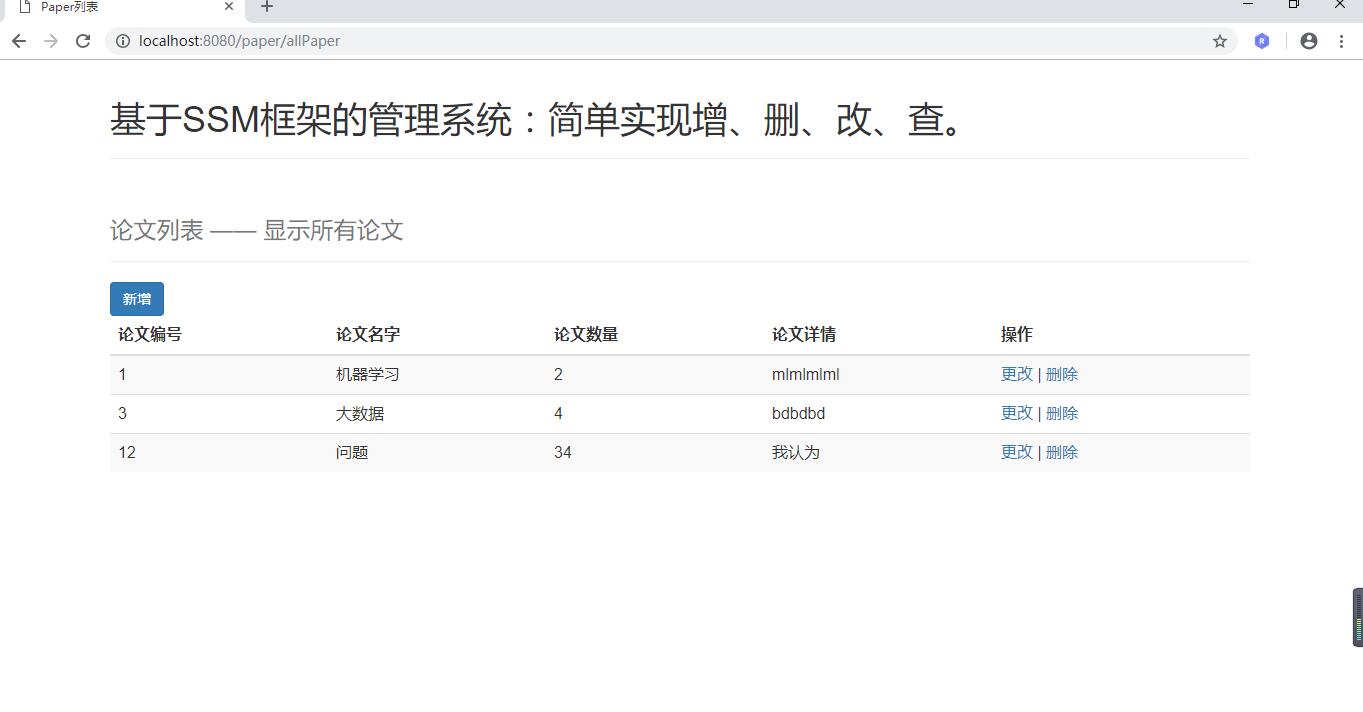 Paper列表
localhost:8080/paper/allPaper
基于SSM框架的管理系统：简单实现增、删、改、查。
论文列表 —— 显示所有论文
新增
论文编号 论文名字 论文数量 论文详情 操作
1 机器学习 2 mlmlmlml 更改 | 删除
3 大数据 4 bdbdbd 更改 | 删除
12 问题 34 我认为 更改 | 删除